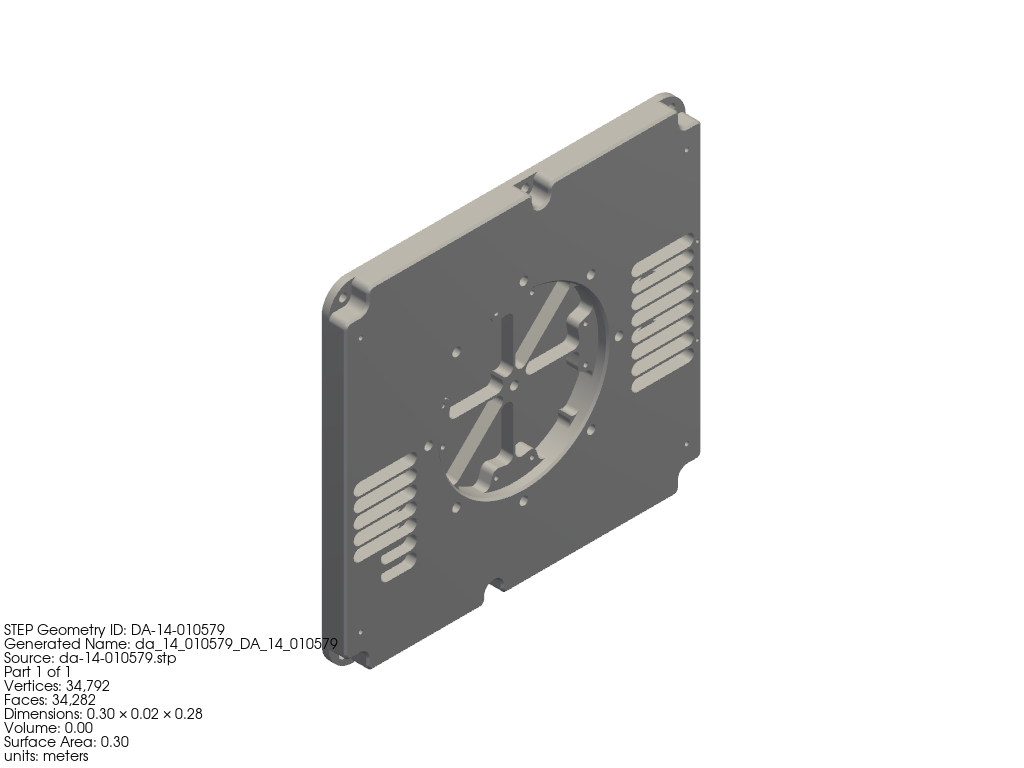 STEP Geometry ID: DA-14-010579
Generated Name: da_14_010579_DA_14_010579
Source: da-14-010579.stp
Part 1 of 1
Vertices: 34,792
Faces: 34,282
Dimensions: 0.30 × 0.02 × 0.28
Volume: 0.00
Surface Area: 0.30
units: meters